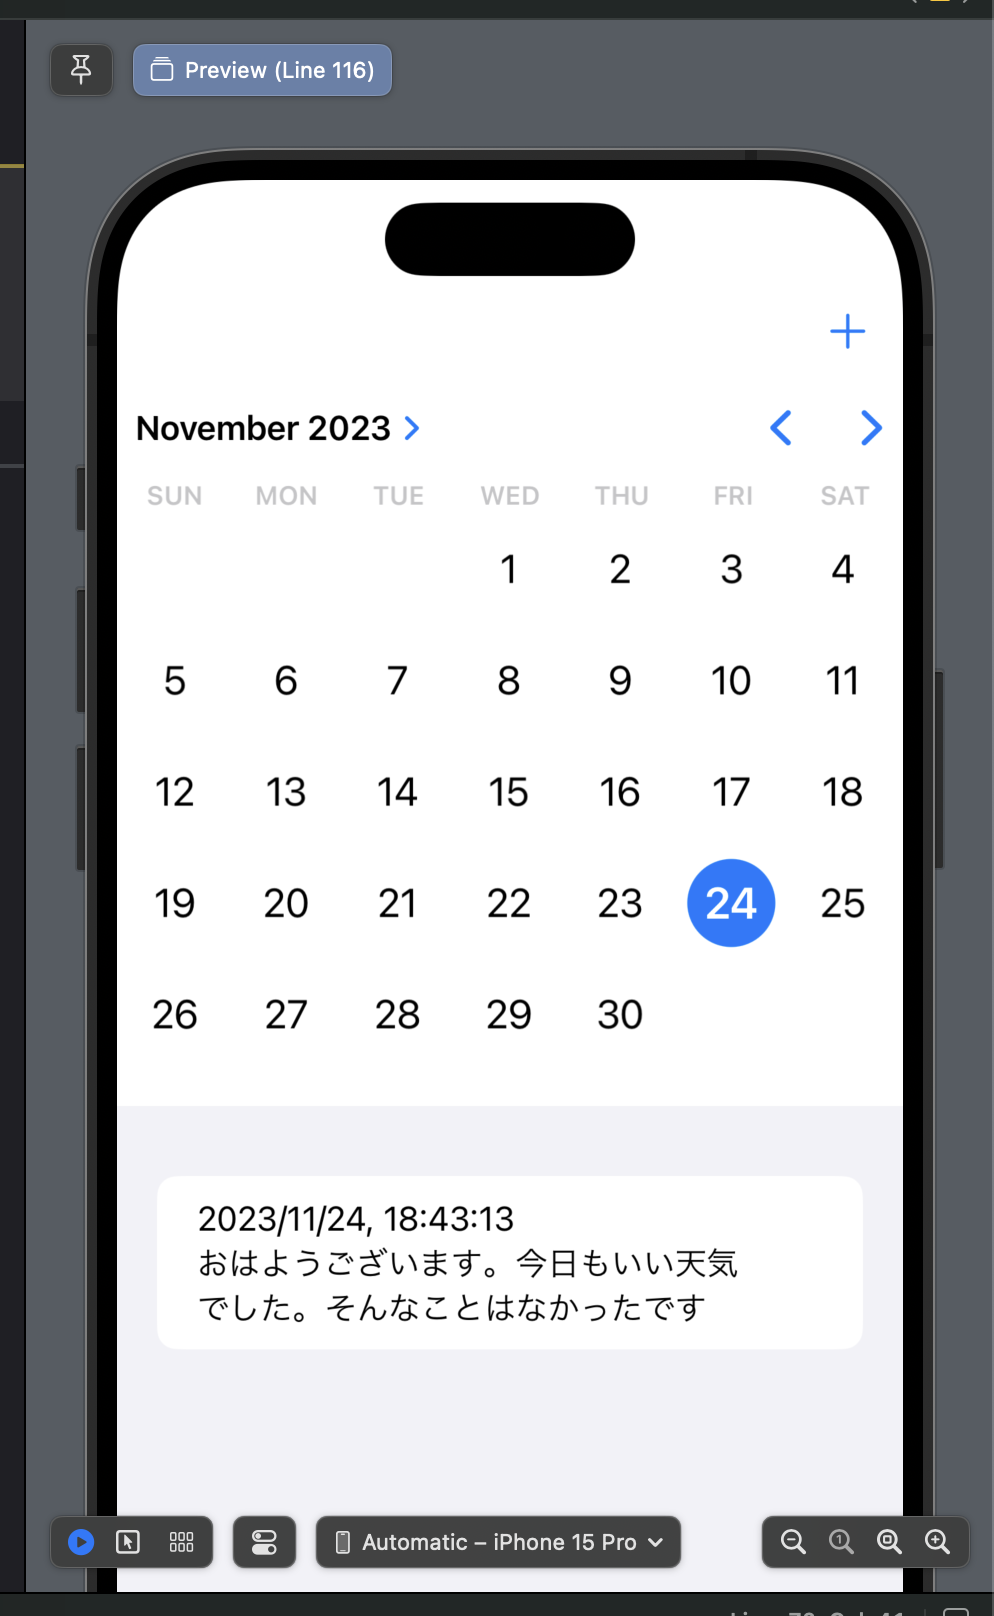 Preview (Line 116)
November 2023
SUN MON TUE WED THU FRI SAT
1 2 3 4
5 6 7 8 9 10 11
12 13 14 15 16 17 18
19 20 21 22 23 24 25
26 27 28 29 30
2023/11/24, 18:43:13
おはようございます。今日もいい天気
でした。そんなことはなかったです
Automatic – iPhone 15 Pro